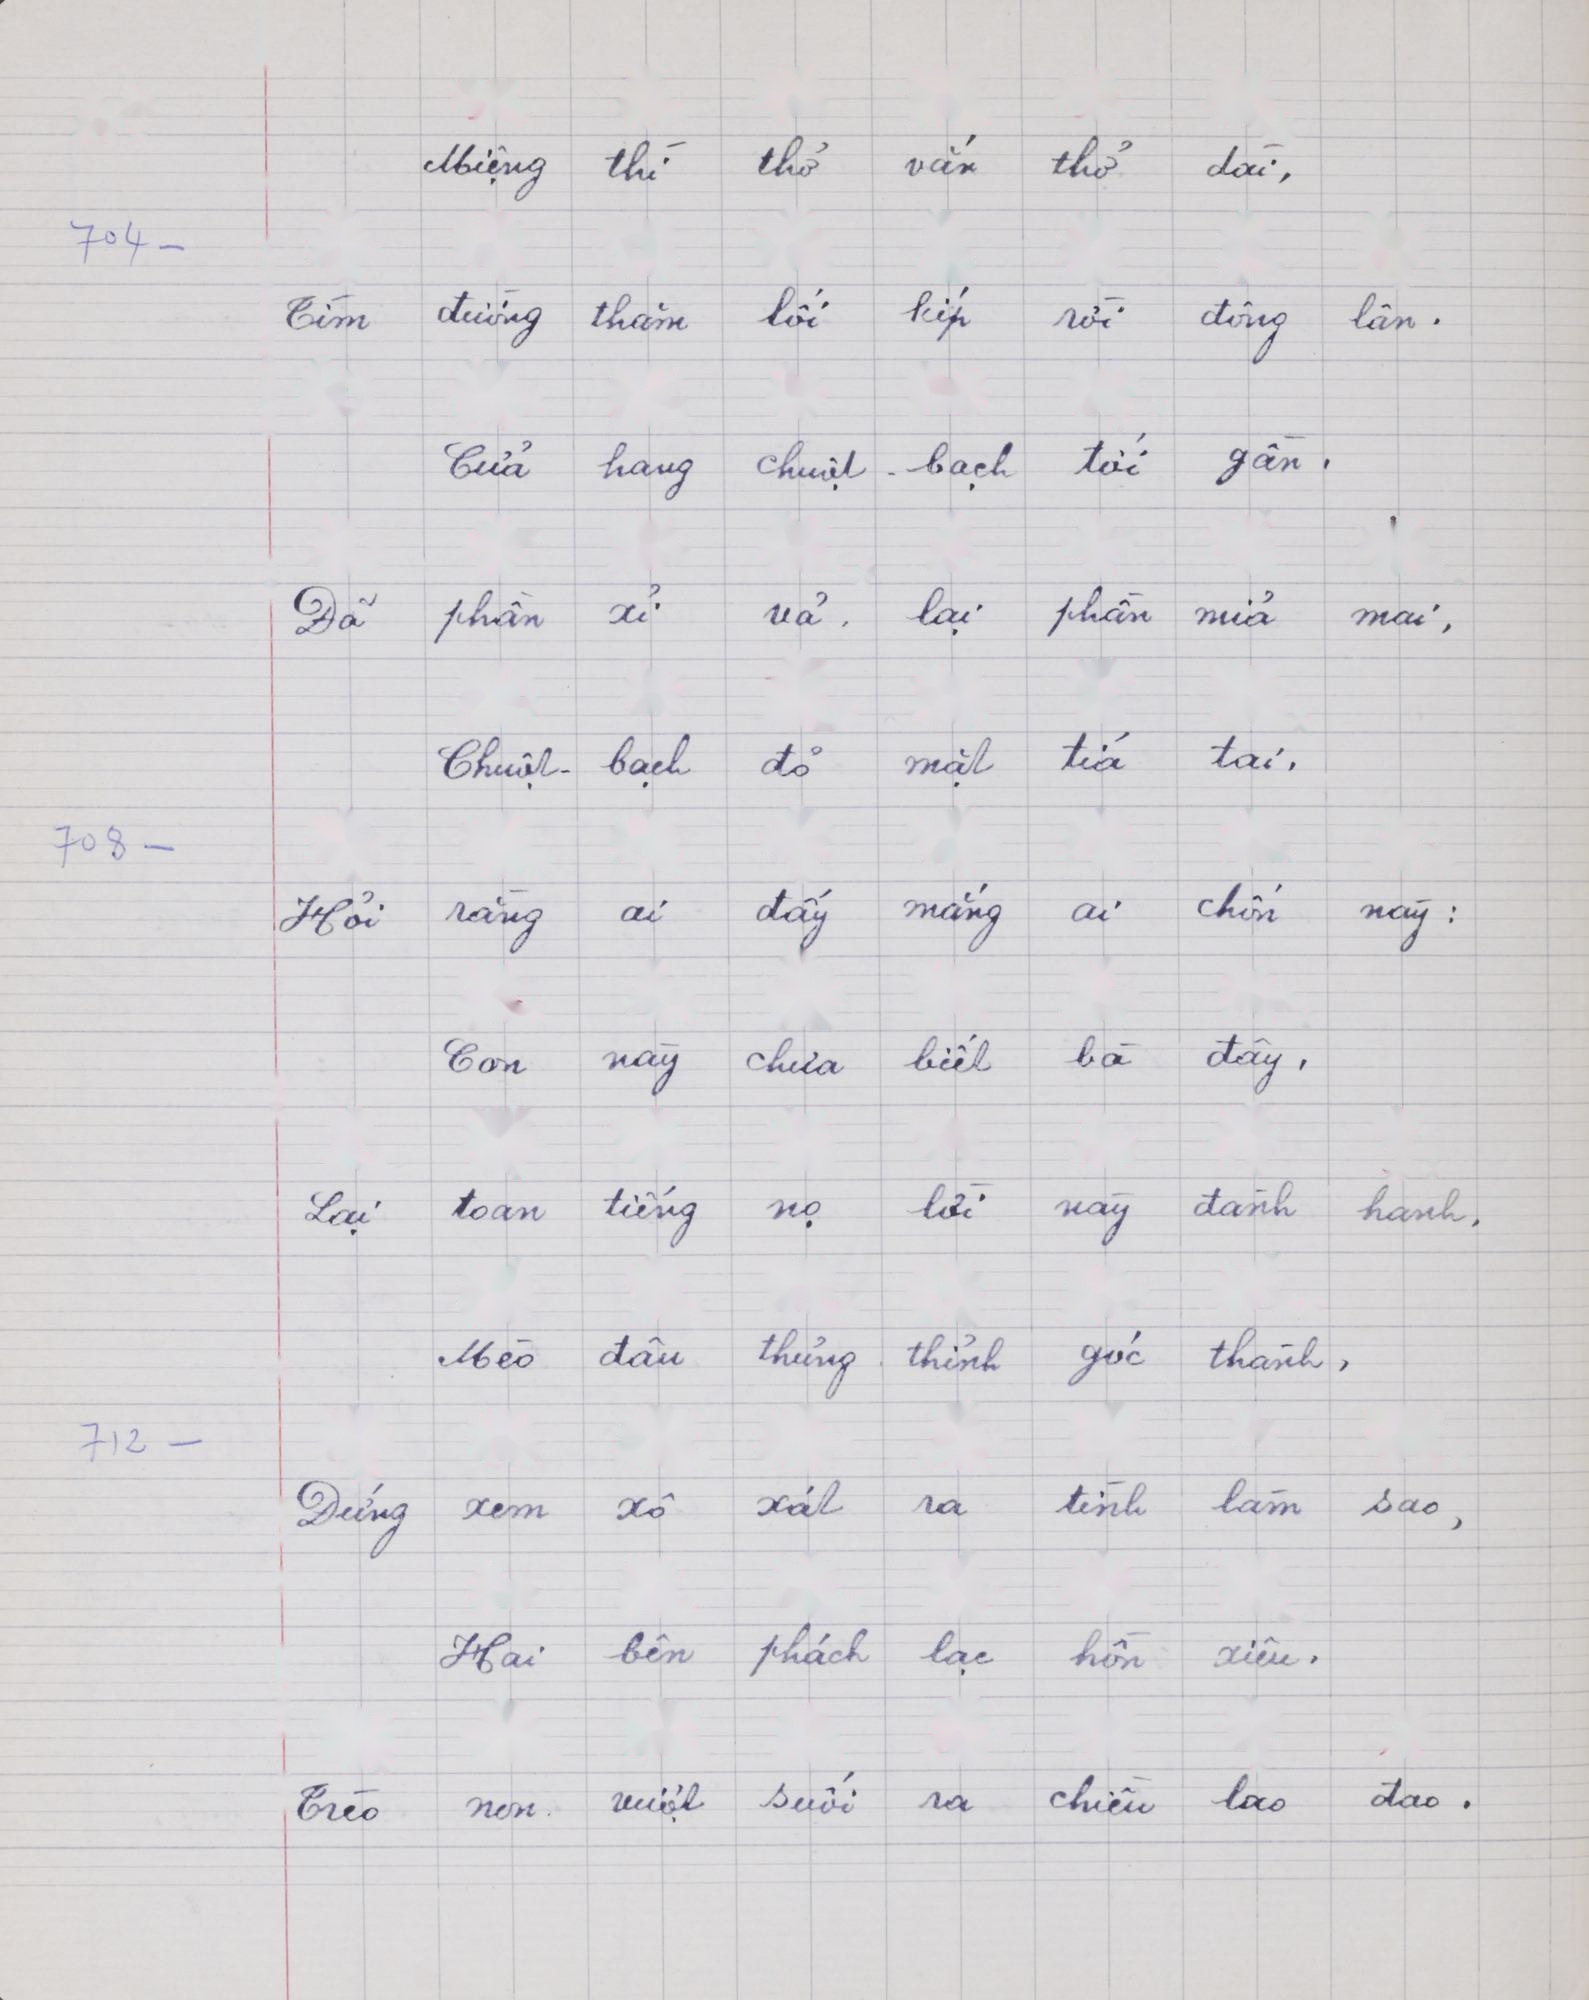 Miệng thì thở vắn thở dài,
704 –
Tìm đường thăm lối kíp rời đông lân.
Cửa hang chuột-bạch tới gần.
Đã phần xỉ vả, lại phần mỉa mai,
Chuột-bạch đỏ mặt tía tai,
708 –
Hỏi rằng ai đấy mắng ai chốn này:
Con này chưa biết bà đây,
Lại toan tiếng nọ lời này đành hanh,
Mèo đâu thủng thỉnh góc thành,
712 –
Đứng xem xô xát ra tình làm sao,
Hai bên phách lạc hồn xiêu,
Trèo non vượt suối ra chiều lao đao.